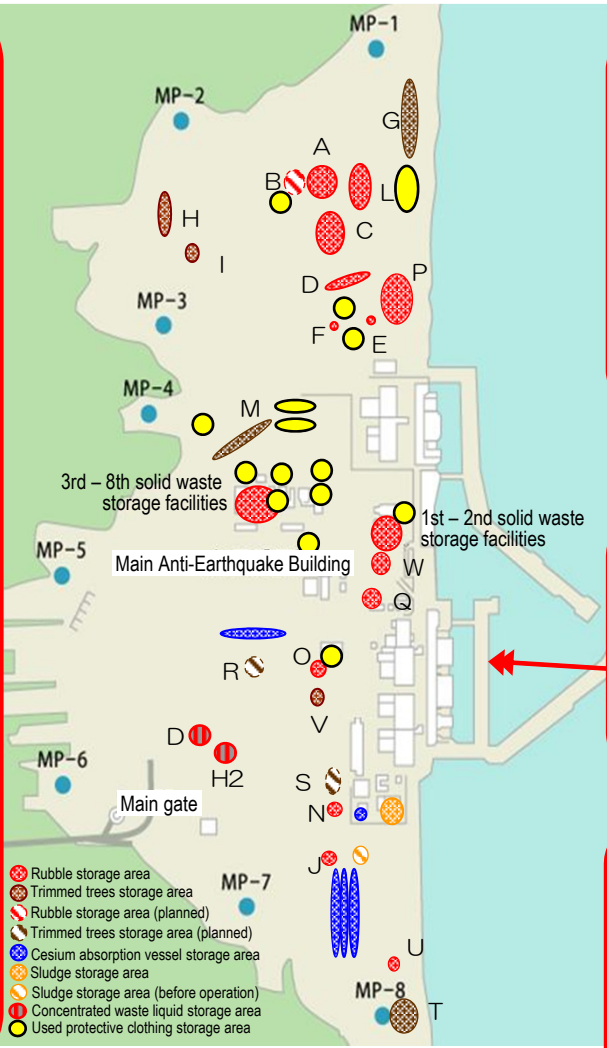 MP-1
MP-2
G
A
B
L
H
C
I
D
P
MP-3
F
E
MP-4
M
3rd – 8th solid waste
storage facilities
1st – 2nd solid waste
storage facilities
MP-5
Main Anti-Earthquake Building
W
Q
O
R
V
D
H2
MP-6
S
Main gate
N
J
MP-7
U
MP-8
T
Rubble storage area
Trimmed trees storage area
Rubble storage area (planned)
Trimmed trees storage area (planned)
Cesium absorption vessel storage area
Sludge storage area
Sludge storage area (before operation)
Concentrated waste liquid storage area
Used protective clothing storage area